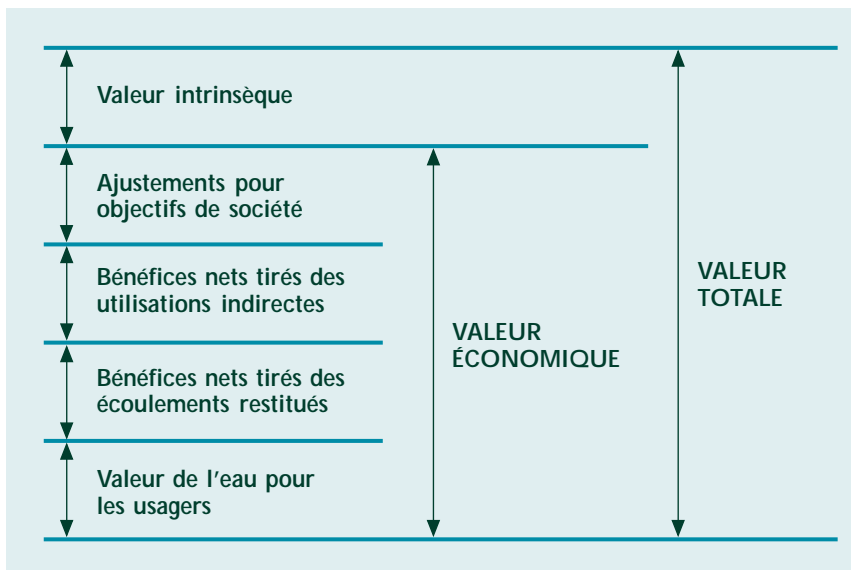 Valeur intrinsèque
Ajustements pour
objectifs de société
Bénéfices nets tirés des
utilisations indirectes
Bénéfices nets tirés des
écoulements restitués
Valeur de l'eau pour
les usagers
VALEUR
ÉCONOMIQUE
VALEUR
TOTALE